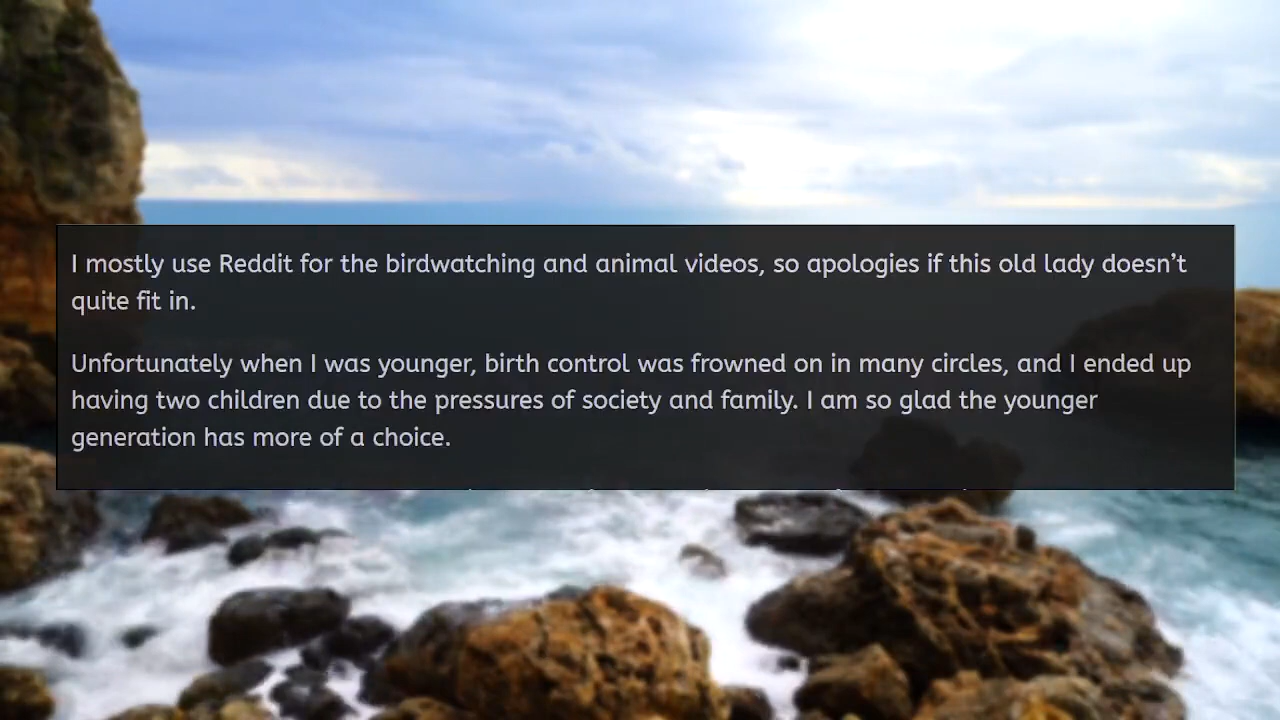 I mostly use Reddit for the birdwatching and animal videos, so apologies if this old lady doesn’t
quite fit in.
Unfortunately when I was younger, birth control was frowned on in many circles, and I ended up
having two children due to the pressures of society and family. I am so glad the younger
generation has more of a choice.